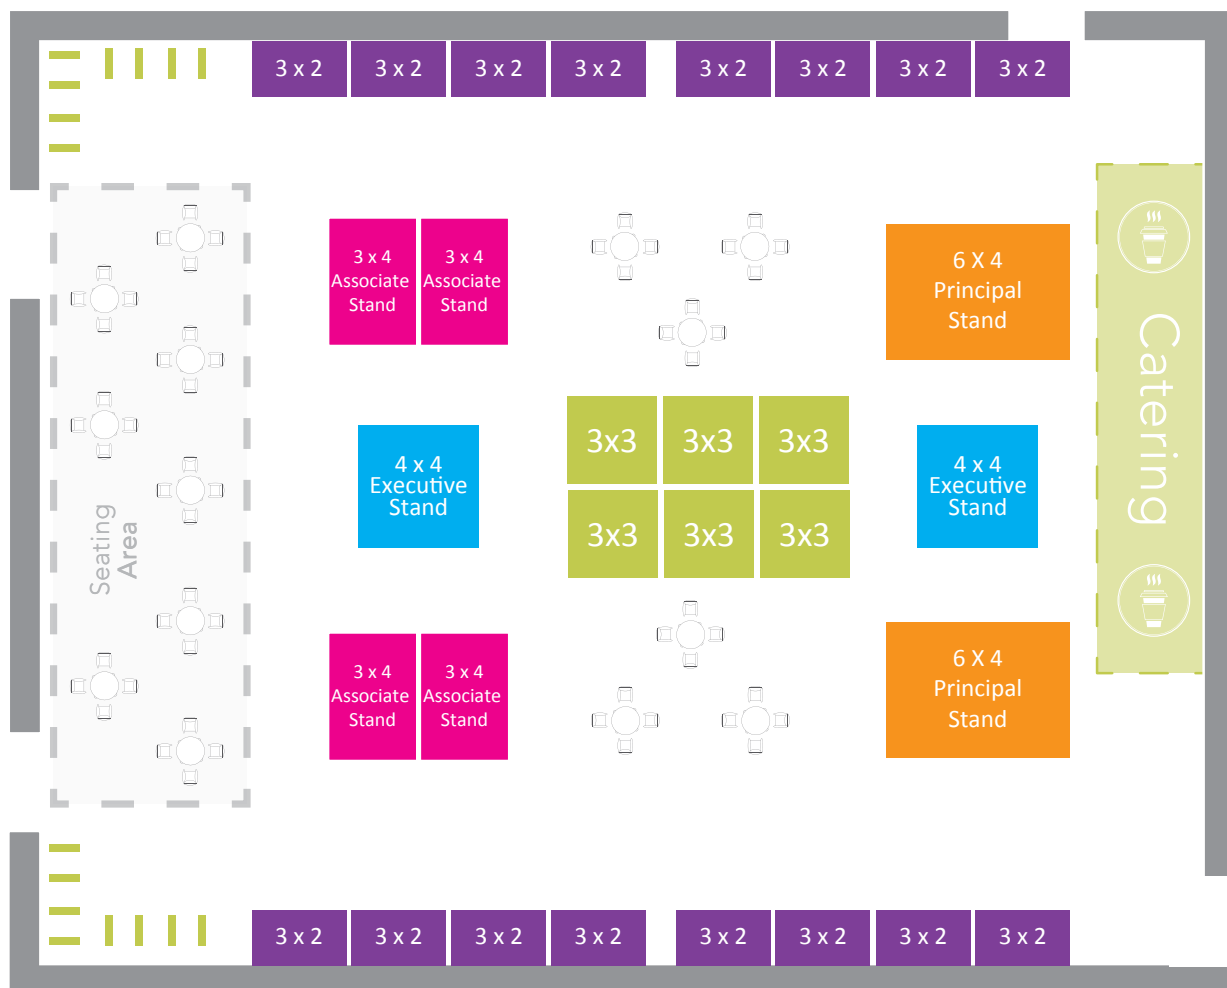 3 x 2 3 x 2 3 x 2 3 x 2 3 x 2 3 x 2 3 x 2 3 x 2
3 x 4
Associate
Stand
3 x 4
Associate
Stand
6 X 4
Principal
Stand
Catering
3x3 3x3 3x3
4 x 4
Executive
Stand
4 x 4
Executive
Stand
Seating
Area
3x3 3x3 3x3
3 x 4
Associate
Stand
3 x 4
Associate
Stand
6 X 4
Principal
Stand
3 x 2 3 x 2 3 x 2 3 x 2 3 x 2 3 x 2 3 x 2 3 x 2